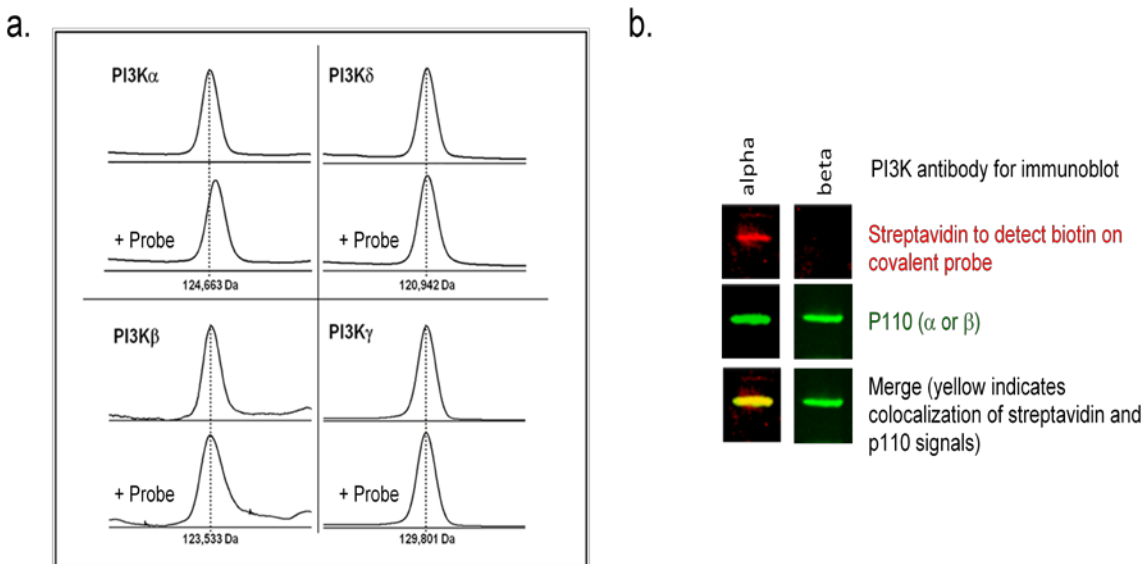 a.
PI3Kα
+ Probe
124,663 Da
PI3Kδ
+ Probe
120,942 Da
PI3Kβ
+ Probe
123,533 Da
PI3Kγ
+ Probe
129,801 Da
b.
alpha
beta
PI3K antibody for immunoblot
Streptavidin to detect biotin on
covalent probe
P110 (α or β)
Merge (yellow indicates
colocalization of streptavidin and
p110 signals)